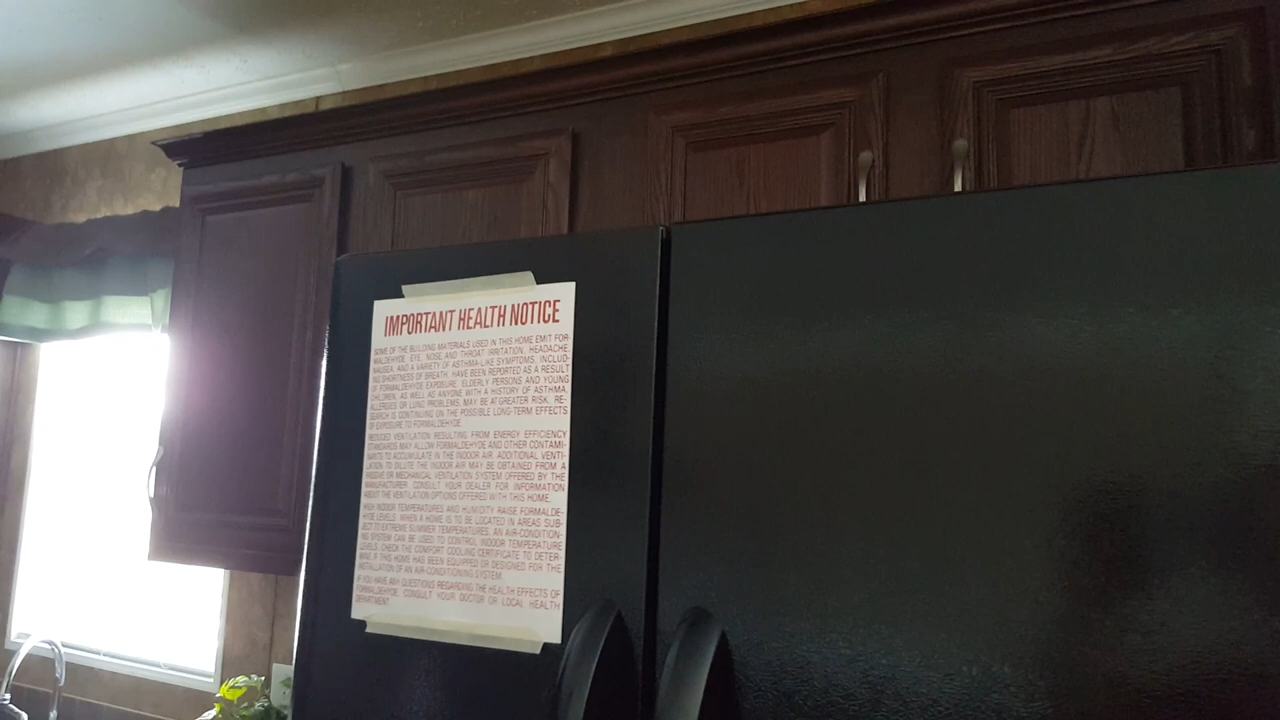 IMPORTANT HEALTH NOTICE
SOME OF THE BUILDING MATERIALS USED IN THIS HOME EMIT FOR-
MALDEHYDE. EYE, NOSE, AND THROAT IRRITATION, HEADACHE,
NAUSEA, AND A VARIETY OF ASTHMA-LIKE SYMPTOMS, INCLUD-
ING SHORTNESS OF BREATH, HAVE BEEN REPORTED AS A RESULT
OF FORMALDEHYDE EXPOSURE. ELDERLY PERSONS AND YOUNG
CHILDREN, AS WELL AS ANYONE WITH A HISTORY OF ASTHMA,
ALLERGIES OR LUNG PROBLEMS, MAY BE AT GREATER RISK. RE-
SEARCH IS CONTINUING ON THE POSSIBLE LONG-TERM EFFECTS
OF EXPOSURE TO FORMALDEHYDE.
REDUCED VENTILATION RESULTING FROM ENERGY EFFICIENCY
STANDARDS MAY ALLOW FORMALDEHYDE AND OTHER CONTAMI-
NANTS TO ACCUMULATE IN THE INDOOR AIR. ADDITIONAL VENTI-
LATION TO DILUTE THE INDOOR AIR MAY BE OBTAINED FROM A
PASSIVE OR MECHANICAL VENTILATION SYSTEM OFFERED BY THE
MANUFACTURER. CONSULT YOUR DEALER FOR INFORMATION
ABOUT THE VENTILATION OPTIONS OFFERED WITH THIS HOME.
HIGH INDOOR TEMPERATURES AND HUMIDITY RAISE FORMALDE-
HYDE LEVELS. WHEN A HOME IS TO BE LOCATED IN AREAS SUB-
JECT TO EXTREME SUMMER TEMPERATURES, AN AIR-CONDITION-
ING SYSTEM CAN BE USED TO CONTROL INDOOR TEMPERATURE
LEVELS. CHECK THE COMFORT COOLING CERTIFICATE TO DETER-
MINE IF THIS HOME HAS BEEN EQUIPPED OR DESIGNED FOR THE
INSTALLATION OF AN AIR-CONDITIONING SYSTEM.
IF YOU HAVE ANY QUESTIONS REGARDING THE HEALTH EFFECTS OF
FORMALDEHYDE, CONSULT YOUR DOCTOR OR LOCAL HEALTH
DEPARTMENT.